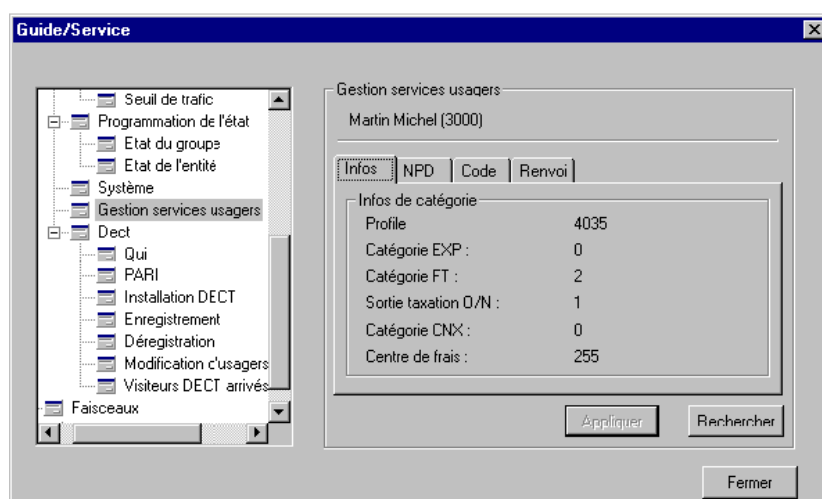 Guide/Service
Seuil de trafic
Programmation de l'état
Etat du groupe
Etat de l'entité
Système
Gestion services usagers
Dect
Qui
PARI
Installation DECT
Enregistrement
Déregistration
Modification d'usagers
Visiteurs DECT arrivés
Faisceaux
Gestion services usagers
Martin Michel (3000)
Infos NPD Code Renvoi
Infos de catégorie
Profile 4035
Catégorie EXP : 0
Catégorie FT : 2
Sortie taxation O/N : 1
Catégorie CNX : 0
Centre de frais : 255
Appliquer Rechercher
Fermer